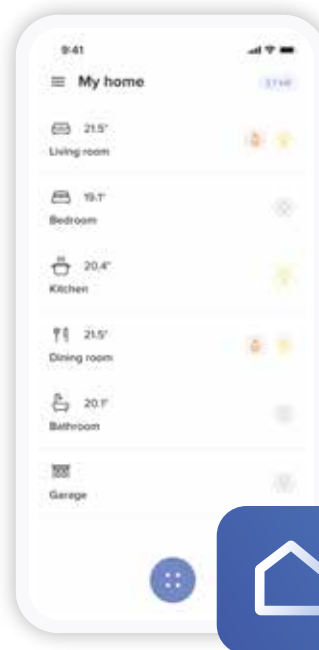 9:41
My home
21.5°
Living room
19.1°
Bedroom
20.4°
Kitchen
21.5°
Dining room
20.1°
Bathroom
Garage